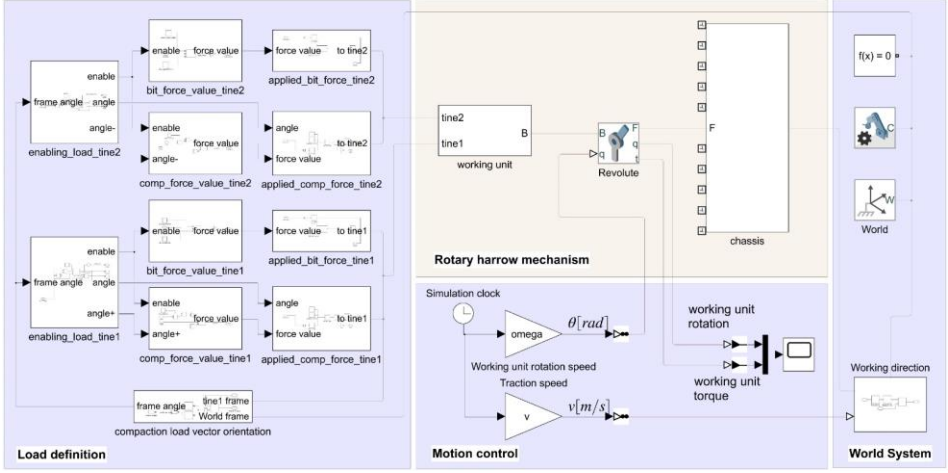 enable
frame angle angle
angle-
enabling_load_tine2
enable force value
bit_force_value_tine2
force value to tine2
applied_bit_force_tine2
enable
force value
angle-
comp_force_value_tine2
angle
to tine2
force value
applied_comp_force_tine2
enable
frame angle angle
angle+
enabling_load_tine1
enable force value
bit_force_value_tine1
force value to tine1
applied_bit_force_tine1
enable
force value
angle+
comp_force_value_tine1
angle
to tine1
force value
applied_comp_force_tine1
frame angle tine1 frame
World frame
compaction load vector orientation
Load definition
tine2
B
tine1
working unit
B F
q q
t
Revolute
F
chassis
Rotary harrow mechanism
Simulation clock
omega
θ[rad]
Working unit rotation speed
Traction speed
v
v[m/s]
working unit
rotation
working unit
torque
Motion control
f(x) = 0
C
W
World
Working direction
World System